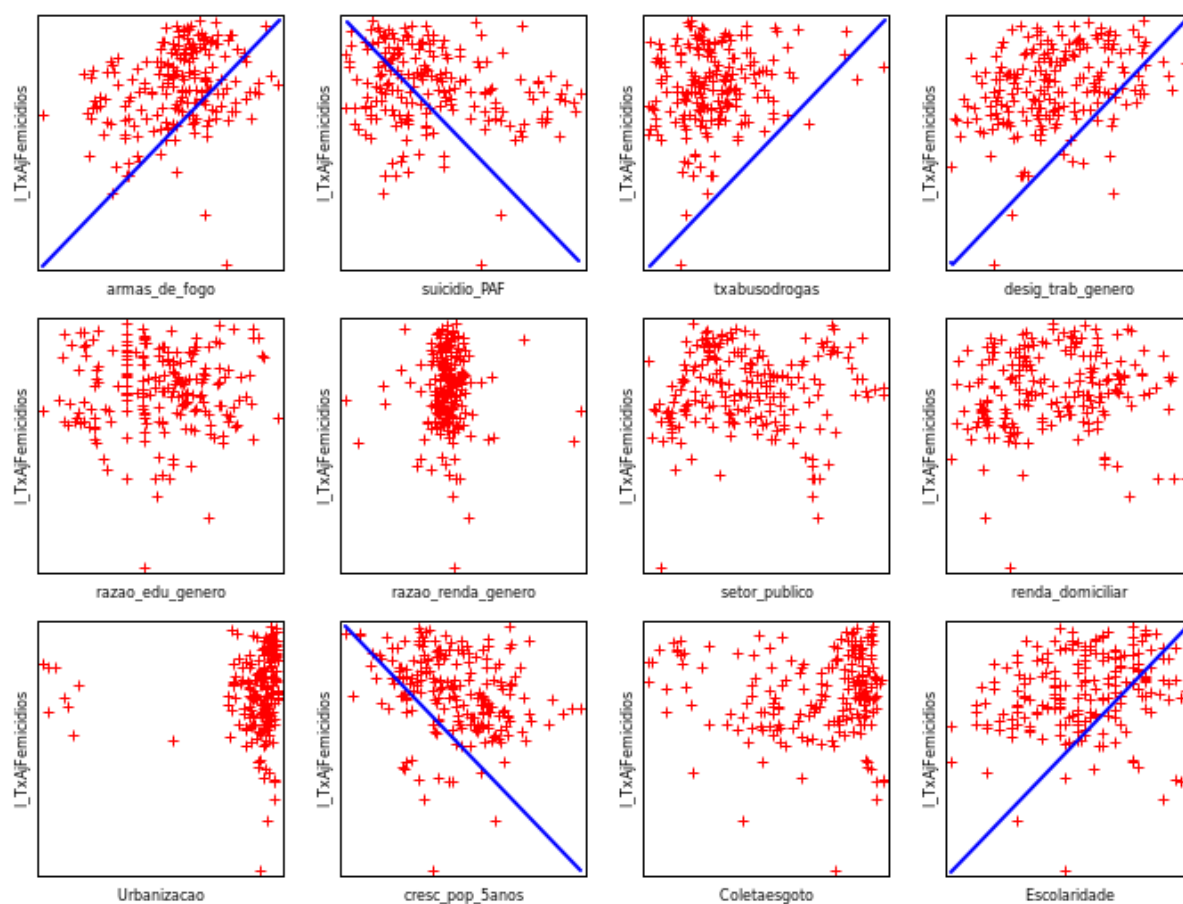 l_TxAjFemicidios
armas_de_fogo
l_TxAjFemicidios
suicidio_PAF
l_TxAjFemicidios
txabusodrogas
l_TxAjFemicidios
desig_trab_genero
l_TxAjFemicidios
razao_edu_genero
l_TxAjFemicidios
razao_renda_genero
l_TxAjFemicidios
setor_publico
l_TxAjFemicidios
renda_domiciliar
l_TxAjFemicidios
Urbanizacao
l_TxAjFemicidios
cresc_pop_5anos
l_TxAjFemicidios
Coletaesgoto
l_TxAjFemicidios
Escolaridade